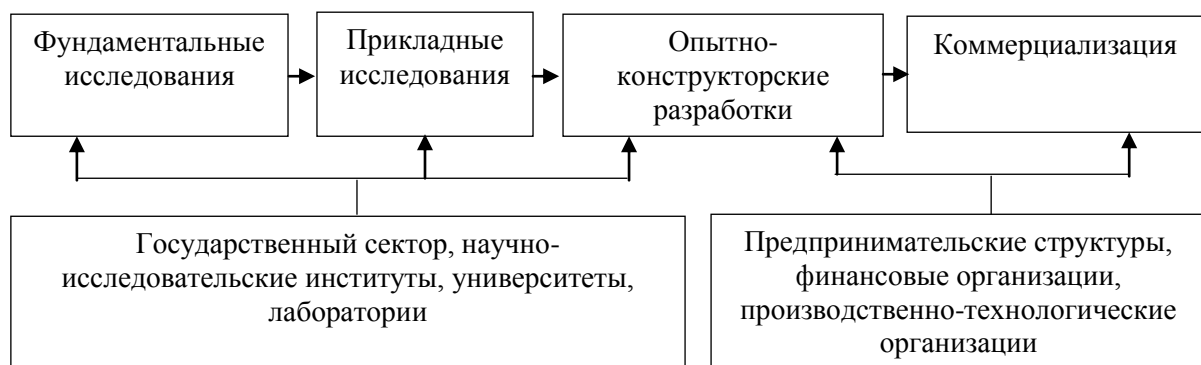 Фундаментальные
исследования
Прикладные
исследования
Опытно-
конструкторские
разработки
Коммерциализация
Государственный сектор, научно-
исследовательские институты, университеты,
лаборатории
Предпринимательские структуры,
финансовые организации,
производственно-технологические
организации